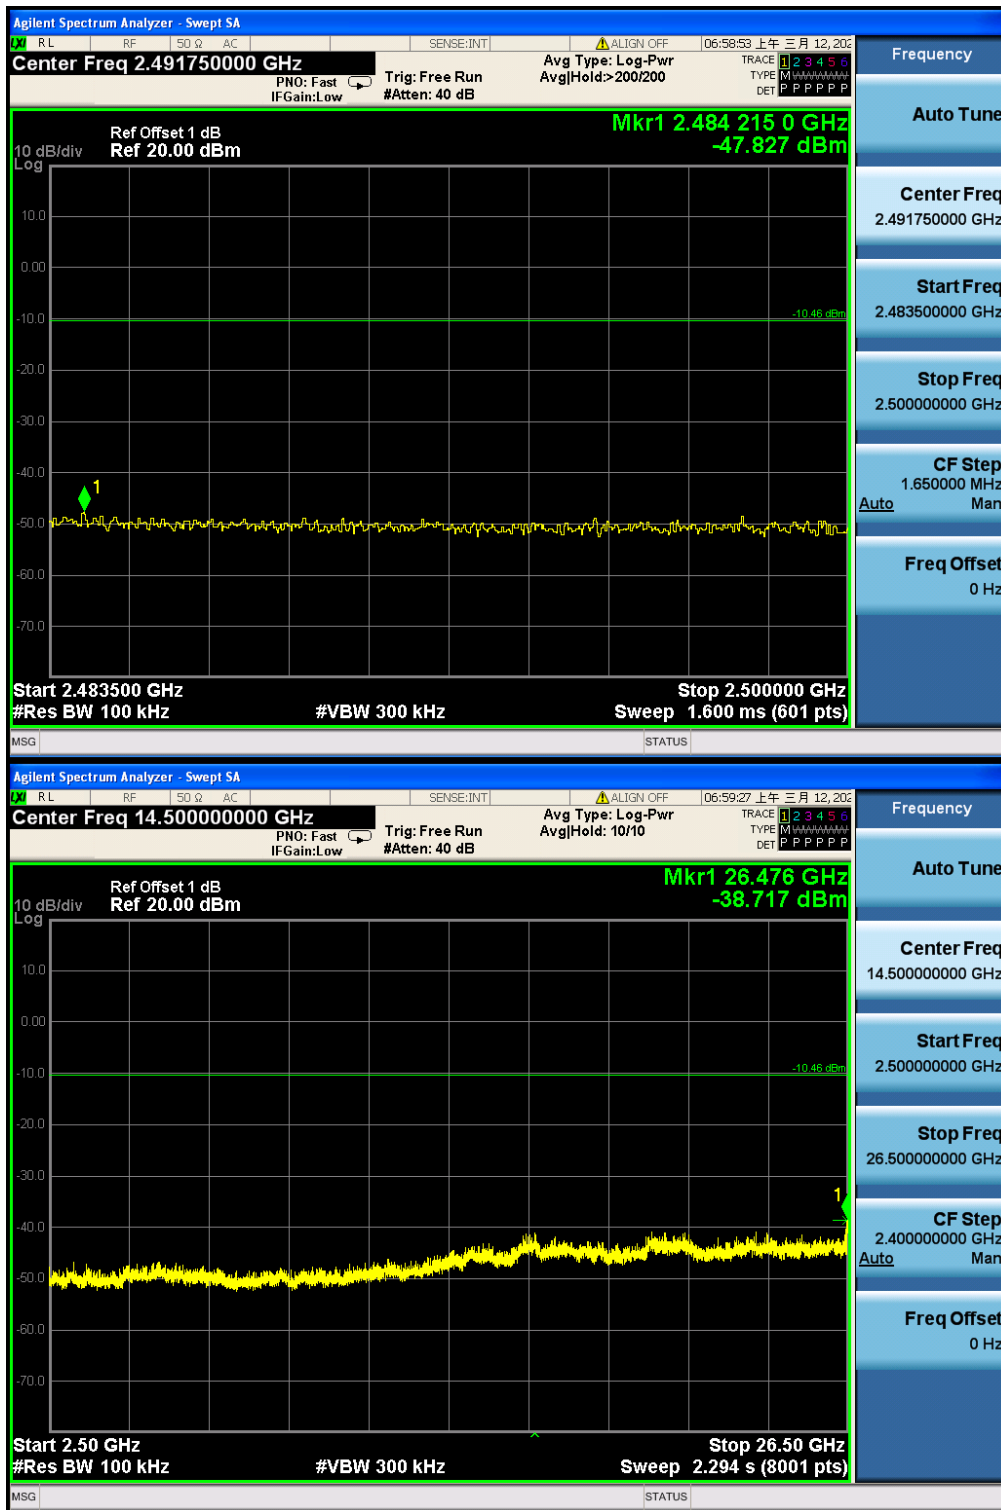 Agilent Spectrum Analyzer - Swept SA
LXI RL RF 50 Ω AC SENSE:INT ALIGN OFF 06:58:53 上午 三月 12, 202
Center Freq 2.491750000 GHz
PNO: Fast
IFGain:Low
Trig: Free Run
#Atten: 40 dB
Avg Type: Log-Pwr
Avg|Hold:>200/200
TRACE 1 2 3 4 5 6
TYPE M
DET P P P P P P
Mkr1 2.484 215 0 GHz
-47.827 dBm
Ref Offset 1 dB
10 dB/div Ref 20.00 dBm
Log
10.0
0.00
-10.0
-10.46 dBm
-20.0
-30.0
-40.0
1
-50.0
-60.0
-70.0
Start 2.483500 GHz
Stop 2.500000 GHz
#Res BW 100 kHz
#VBW 300 kHz
Sweep 1.600 ms (601 pts)
MSG
STATUS
Frequency
Auto Tune
Center Freq
2.491750000 GHz
Start Freq
2.483500000 GHz
Stop Freq
2.500000000 GHz
CF Step
1.650000 MHz
Auto Man
Freq Offset
0 Hz
Agilent Spectrum Analyzer - Swept SA
LXI RL RF 50 Ω AC SENSE:INT ALIGN OFF 06:59:27 上午 三月 12, 202
Center Freq 14.500000000 GHz
PNO: Fast
IFGain:Low
Trig: Free Run
#Atten: 40 dB
Avg Type: Log-Pwr
Avg|Hold: 10/10
TRACE 1 2 3 4 5 6
TYPE M
DET P P P P P P
Mkr1 26.476 GHz
-38.717 dBm
Ref Offset 1 dB
10 dB/div Ref 20.00 dBm
Log
10.0
0.00
-10.0
-10.46 dBm
-20.0
-30.0
1
-40.0
-50.0
-60.0
-70.0
Start 2.50 GHz
Stop 26.50 GHz
#Res BW 100 kHz
#VBW 300 kHz
Sweep 2.294 s (8001 pts)
MSG
STATUS
Frequency
Auto Tune
Center Freq
14.500000000 GHz
Start Freq
2.500000000 GHz
Stop Freq
26.500000000 GHz
CF Step
2.400000000 GHz
Auto Man
Freq Offset
0 Hz